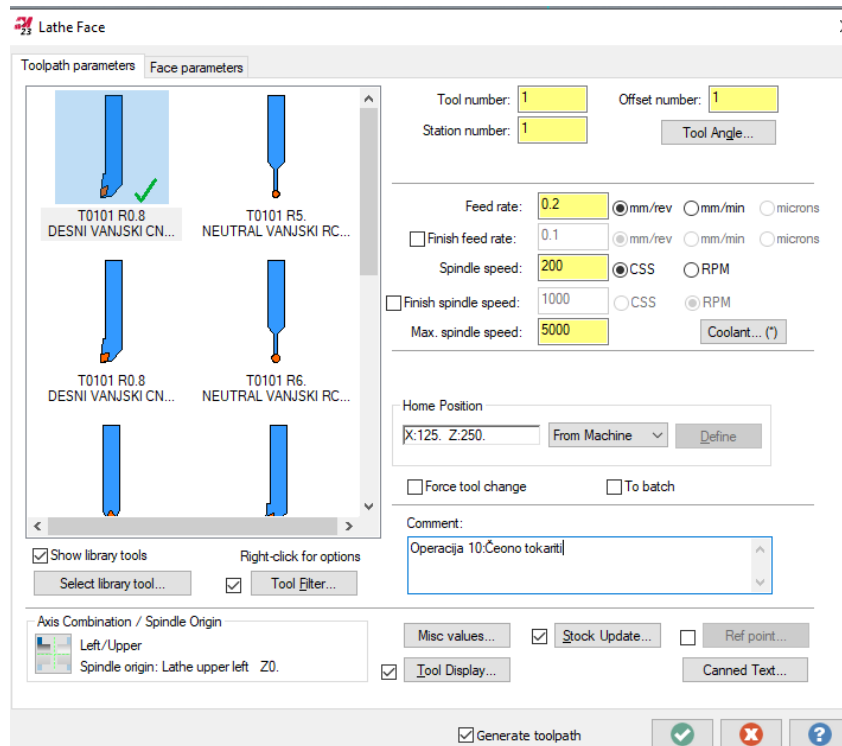 23 Lathe Face
Toolpath parameters Face parameters
T0101 R0.8
DESNI VANJSKI CN...
T0101 R5.
NEUTRAL VANJSKI RC...
T0101 R0.8
DESNI VANJSKI CN...
T0101 R6.
NEUTRAL VANJSKI RC...
Show library tools
Right-click for options
Select library tool...
Tool Filter...
Axis Combination / Spindle Origin
Left/Upper
Spindle origin: Lathe upper left Z0.
Tool number: 1 Offset number: 1
Station number: 1 Tool Angle...
Feed rate: 0.2 mm/rev mm/min microns
Finish feed rate: 0.1 mm/rev mm/min microns
Spindle speed: 200 CSS RPM
Finish spindle speed: 1000 CSS RPM
Max. spindle speed: 5000 Coolant... (*)
Home Position
X:125. Z:250. From Machine Define
Force tool change To batch
Comment:
Operacija 10:Čeono tokariti
Misc values... Stock Update... Ref point...
Tool Display... Canned Text...
Generate toolpath ?